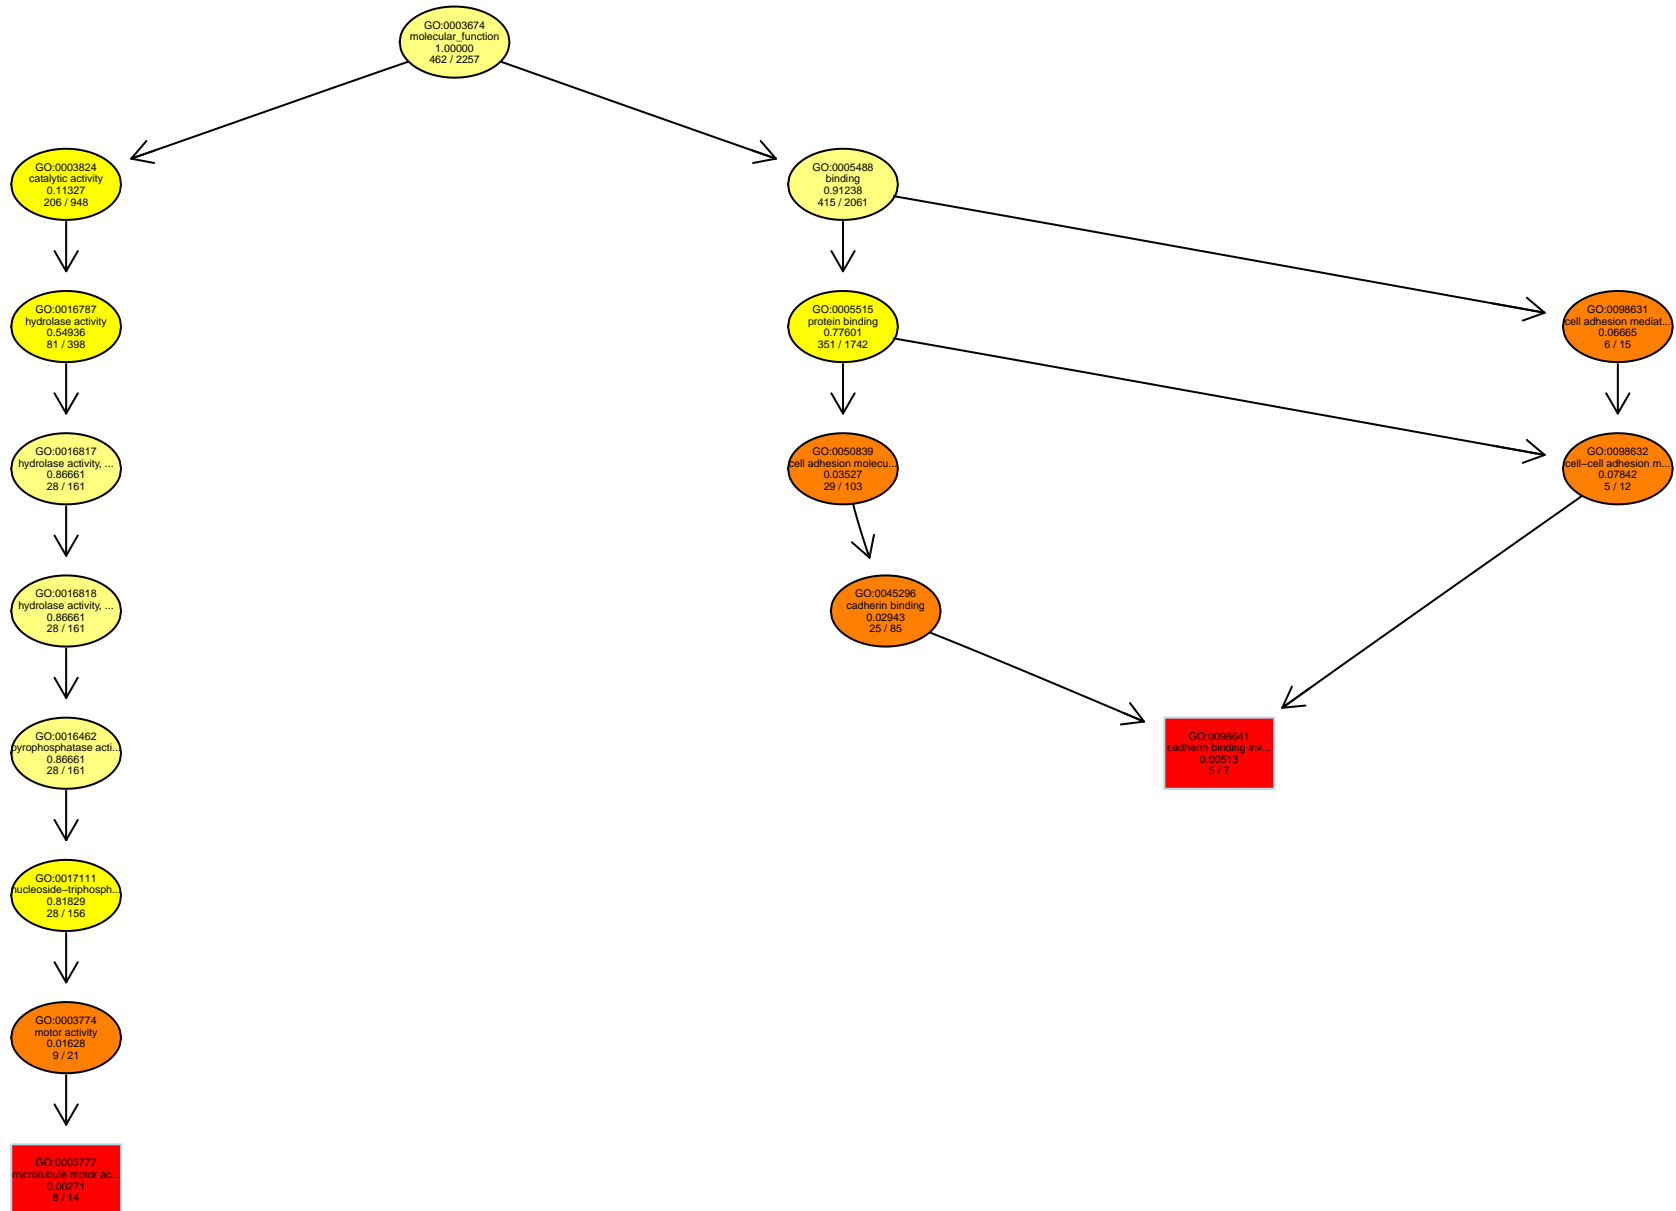 GO:0003674
molecular_function
1.00000
462 / 2257
GO:0003824
catalytic activity
0.11327
206 / 948
GO:0005488
binding
0.91238
415 / 2061
GO:0016787
hydrolase activity
0.54936
81 / 398
GO:0005515
protein binding
0.77601
351 / 1742
GO:0098631
cell adhesion mediat...
0.06665
6 / 15
GO:0016817
hydrolase activity, ...
0.86661
28 / 161
GO:0050839
cell adhesion molecu...
0.03527
29 / 103
GO:0098632
cell−cell adhesion m...
0.07842
5 / 12
GO:0016818
hydrolase activity, ...
0.86661
28 / 161
GO:0045296
cadherin binding
0.02943
25 / 85
GO:0016462
pyrophosphatase acti...
0.86661
28 / 161
GO:0098641
cadherin binding inv...
0.00513
5 / 7
GO:0017111
nucleoside−triphosph...
0.81829
28 / 156
GO:0003774
motor activity
0.01628
9 / 21
GO:0003777
microtubule motor ac...
0.00271
8 / 14